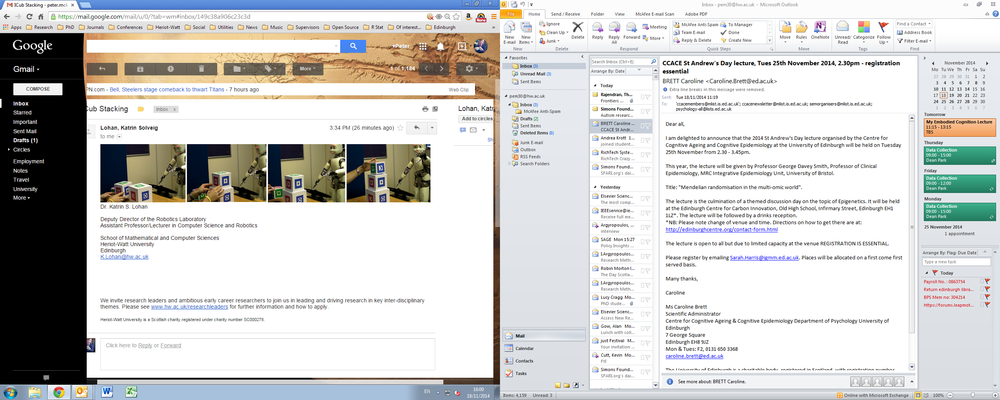 ICub Stacking - peter.mck
https://mail.google.com/mail/u/0/?tab=wm#inbox/149c38a906c23c3d
None
Apps Research PhD Journals Conferences Heriot-Watt Social Utilities News Music Supervisors Open Source R Stat Of interest... Edinburgh »
Google
+Peter
Gmail
More
1 of 1,184
COMPOSE
PN.com - Bell, Steelers stage comeback to thwart Titans - 7 hours ago
Web Clip
Inbox
Starred
Important
Sent Mail
Drafts (1)
Circles
Employment
Notes
Travel
University
More
Cub Stacking
Inbox x
Lohan, Katr
Add to circles
Sh
Lohan, Katrin Solveig
3:34 PM (26 minutes ago)
to me
Dr. Katrin S. Lohan
Deputy Director of the Robotics Laboratory
Assistant Professor/Lecturer in Computer Science and Robotics
School of Mathematical and Computer Sciences
Heriot-Watt University
Edinburgh
K.Lohan@hw.ac.uk
We invite research leaders and ambitious early career researchers to join us in leading and driving research in key inter-disciplinary
themes. Please see www.hw.ac.uk/researchleaders for further information and how to apply.
Heriot-Watt University is a Scottish charity registered under charity number SC000278.
Click here to Reply or Forward
EN
16:00
18/11/2014
Inbox - pem30@hw.ac.uk - Microsoft Outlook
File Home Send / Receive Folder View McAfee E-mail Scan Adobe PDF
New E-mail
New Items
New
Ignore
Clean Up
Junk
Delete
Delete
Reply
Reply All
Forward
Meeting
More
Respond
McAfee Anti-Spam
Team E-mail
Reply & Delete
To Manager
Done
Create New
Quick Steps
Move
Rules
OneNote
Move
Unread/ Read
Categorize
Follow Up
Tags
Find a Contact
Address Book
Filter E-mail
Find
Favorites
Inbox (3)
Unread Mail (3)
Sent Items
pem30@hw.ac.uk
Inbox (3)
McAfee Anti-Spam
Drafts [2]
Sent Items
Deleted Items (8)
Junk E-mail
Outbox
RSS Feeds
Search Folders
Mail
Calendar
Contacts
Tasks
Items: 4,159 Unread: 3
Search Inbox (Ctrl+E)
Arrange By: Date
Today
Rajendran, Th...
Frontiers ...
Simons Found...
Autism researc...
BRETT Caroline ...
CCACE St Andr...
Andrea Krott 1...
joined student...
RichTech Syste...
RichTech Crazy ...
Simons Found...
SFARI.org's dai...
Yesterday
Elsevier Scienc...
The most comp...
IEEEservice@ie...
Receive full me...
Argyropoulos, ...
interview
SAGE Mon 15:27
Policy Insights ...
I.Argyropoulos...
Research Meth...
Robin Morton l...
The Day Scotla...
I.Argyropoulos...
Research Meth...
Lucy Cragg Mo...
PhD stude...
Elsevier Scienc...
Access New Re...
Gow, Alan Mo...
Lunch with coll...
just Festival M...
Your invitation ...
Cutt, Kevin Mo...
FYI
Simons Found...
SFARI.org's dai...
CCACE St Andrew's Day lecture, Tues 25th November 2014, 2.30pm - registration
essential
BRETT Caroline <Caroline.Brett@ed.ac.uk>
Extra line breaks in this message were removed.
Sent: Tue 18/11/2014 11:19
To: 'ccacemembers@mlist.is.ed.ac.uk'; ccacenewsletter@mlist.is.ed.ac.uk; semorganisers@mlist.is.ed.ac.uk;
psychology-all@lists.ed.ac.uk
Dear all,
I am delighted to announce that the 2014 St Andrew's Day lecture organised by the Centre for
Cognitive Ageing and Cognitive Epidemiology at the University of Edinburgh will be held on Tuesday
25th November from 2.30 - 3.45pm.
This year, the lecture will be given by Professor George Davey Smith, Professor of Clinical
Epidemiology, MRC Integrative Epidemiology Unit, University of Bristol.
Title: "Mendelian randomisation in the multi-omic world".
The lecture is the culmination of a themed discussion day on the topic of Epigenetics. It will be held
at the Edinburgh Centre for Carbon Innovation, Old High School, Infirmary Street, Edinburgh EH1
1LZ*. The lecture will be followed by a drinks reception.
*NB: Please note change of venue and time. Directions on how to get there are at:
http://edinburghcentre.org/contact-form.html
The lecture is open to all but due to limited capacity at the venue REGISTRATION IS ESSENTIAL.
Please register by emailing Sarah.Harris@igmm.ed.ac.uk. Places will be allocated on a first come first
served basis.
Many thanks,
Caroline
Ms Caroline Brett
Scientific Administrator
Centre for Cognitive Ageing & Cognitive Epidemiology Department of Psychology University of
Edinburgh
7 George Square
Edinburgh EH8 9JZ
Mon & Tues: F2, 0131 650 3368
caroline.brett@ed.ac.uk
The University of Edinburgh is a charitable body, registered in Scotland, with registration number
See more about: BRETT Caroline.
November 2014
Mo Tu We Th Fr Sa Su
27 28 29 30 31 1 2
3 4 5 6 7 8 9
10 11 12 13 14 15 16
17 18 19 20 21 22 23
24 25 26 27 28 29 30
1 2 3 4 5 6 7
Tomorrow
My Embodied Cognition Lecture
11:15 - 13:15
TBS
Thursday
Data Collection
09:00 - 15:00
Dean Park
Friday
Data Collection
09:00 - 12:00
Dean Park
Monday
Data Collection
09:00 - 15:00
Dean Park
25 November 2014
1 appointment
Arrange By: Flag: Due Date
Type a new task
Today
Payroll No. : 0863754
Return edinburgh libra...
BPS Mem no: 304214
https://forums.leapmot...
Online with Microsoft Exchange
100%